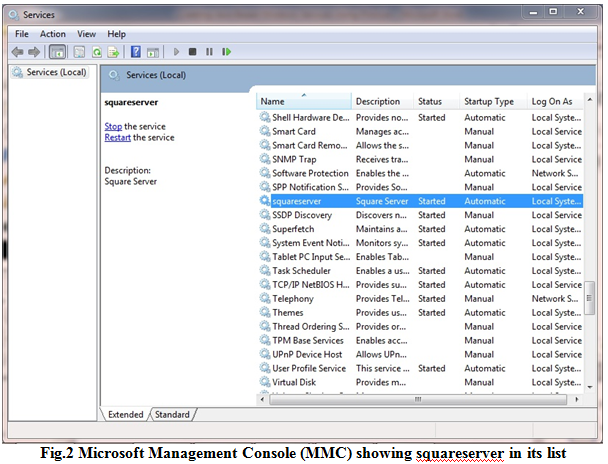 Services
File Action View Help
Services (Local)
Services (Local)
squareserver
Stop the service
Restart the service
Description:
Square Server
Name Description Status Startup Type Log On As
Shell Hardware De... Provides no... Started Automatic Local Syste...
Smart Card Manages ac... Manual Local Service
Smart Card Remo... Allows the s... Manual Local Syste...
SNMP Trap Receives tra... Manual Local Service
Software Protection Enables the ... Automatic Network S...
SPP Notification S... Provides So... Manual Local Service
squareserver Square Server Started Automatic Local Syste...
SSDP Discovery Discovers n... Started Manual Local Service
Superfetch Maintains a... Started Automatic Local Syste...
System Event Noti... Monitors sy... Started Automatic Local Syste...
Tablet PC Input Se... Enables Tab... Manual Local Syste...
Task Scheduler Enables a us... Started Automatic Local Syste...
TCP/IP NetBIOS H... Provides su... Started Automatic Local Service
Telephony Provides Tel... Started Manual Network S...
Themes Provides us... Started Automatic Local Syste...
Thread Ordering S... Provides or... Manual Local Service
TPM Base Services Enables acc... Manual Local Service
UPnP Device Host Allows UPn... Manual Local Service
User Profile Service This service ... Started Automatic Local Syste...
Virtual Disk Provides m... Manual Local Syste...
Extended Standard
Fig.2 Microsoft Management Console (MMC) showing squareserver in its list